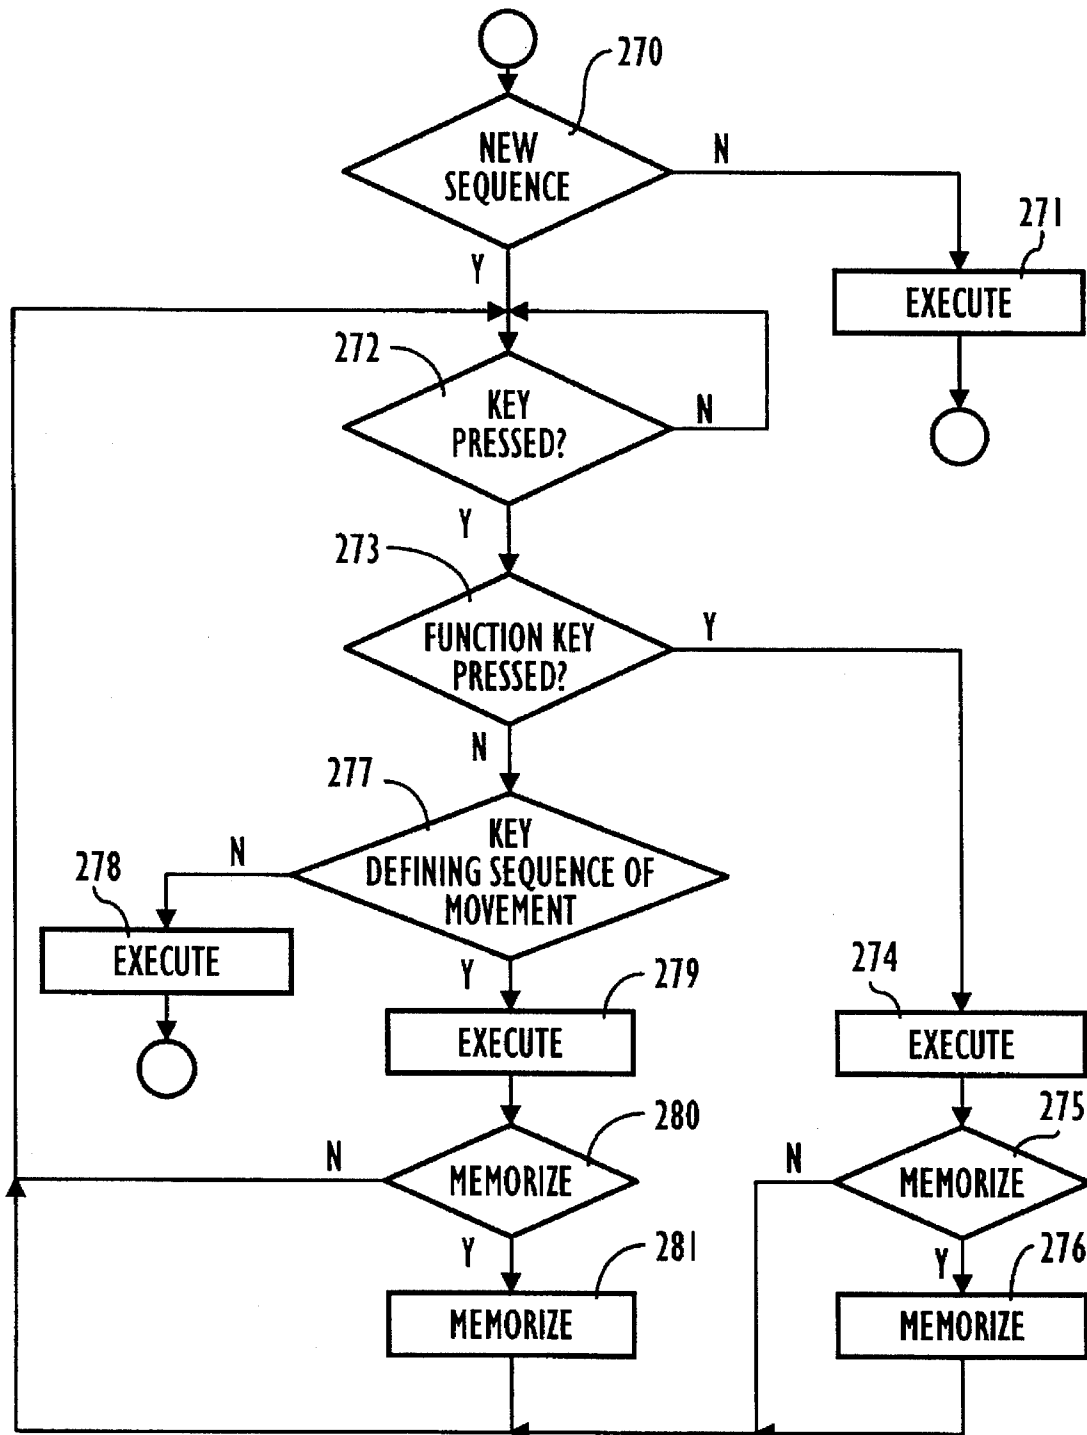 270
NEW
SEQUENCE
N
271
EXECUTE
Y
272
KEY
PRESSED?
N
Y
273
FUNCTION KEY
PRESSED?
Y
N
277
KEY
DEFINING SEQUENCE OF
MOVEMENT
N
278
EXECUTE
Y
279
EXECUTE
274
EXECUTE
280
MEMORIZE
N
275
MEMORIZE
N
Y
281
MEMORIZE
Y
276
MEMORIZE